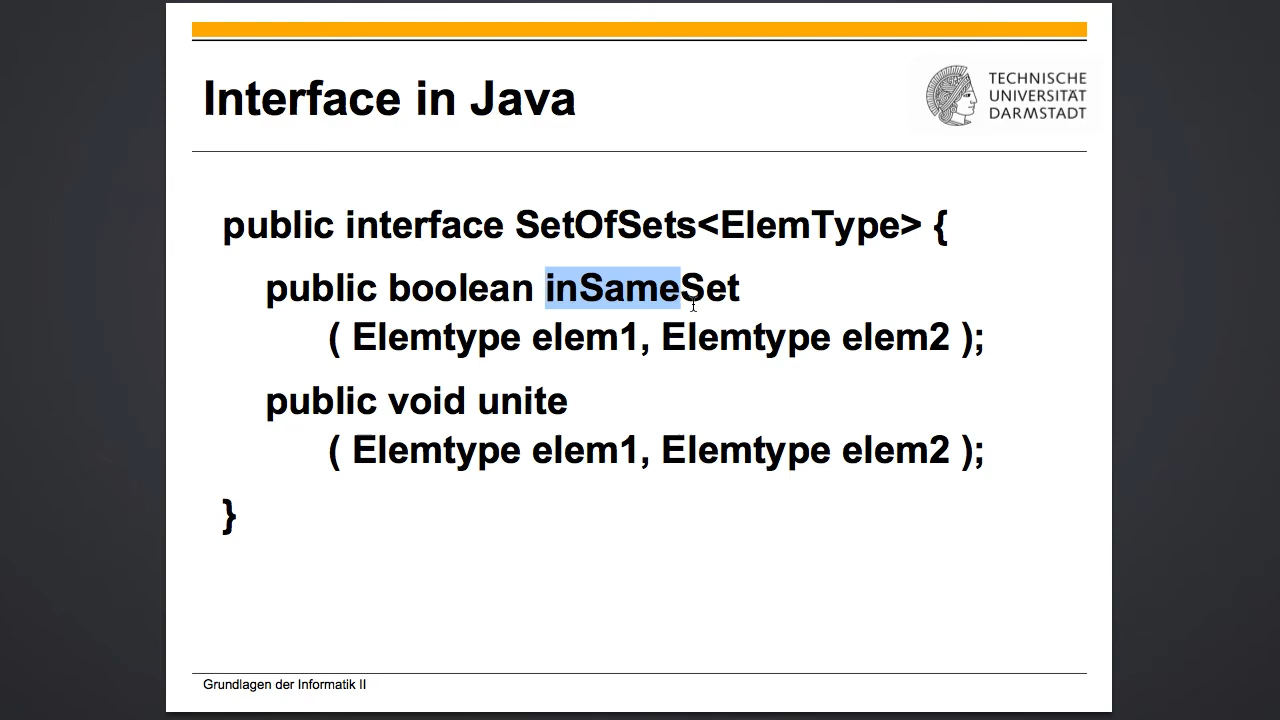 Interface in Java
TECHNISCHE
UNIVERSITÄT
DARMSTADT
public interface SetOfSets<ElemType> {
public boolean inSameSet
( Elemtype elem1, Elemtype elem2 );
public void unite
( Elemtype elem1, Elemtype elem2 );
}
Grundlagen der Informatik II